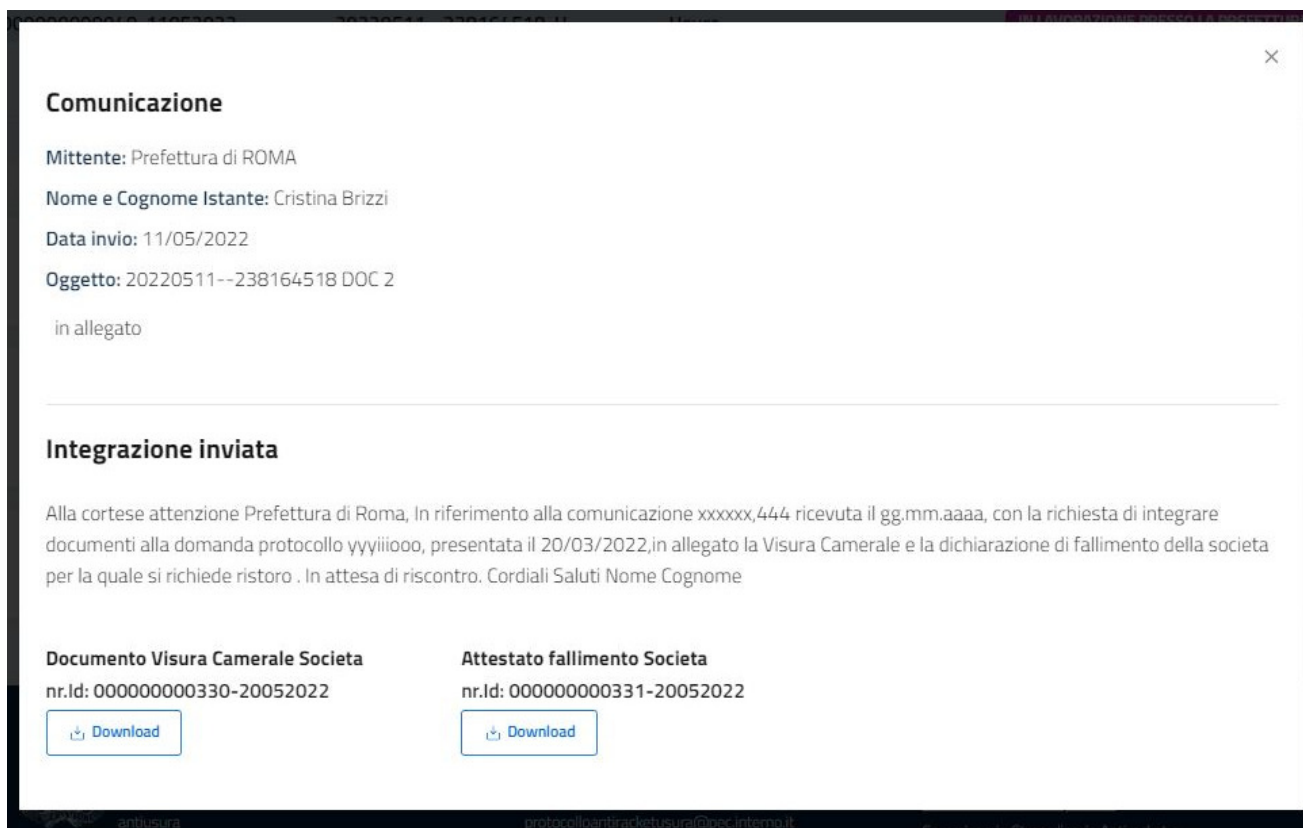 Comunicazione
Mittente: Prefettura di ROMA
Nome e Cognome Istante: Cristina Brizzi
Data invio: 11/05/2022
Oggetto: 20220511--238164518 DOC 2
in allegato
Integrazione inviata
Alla cortese attenzione Prefettura di Roma, In riferimento alla comunicazione xxxxxx,444 ricevuta il gg.mm.aaaa, con la richiesta di integrare
documenti alla domanda protocollo yyyiiiooo, presentata il 20/03/2022,in allegato la Visura Camerale e la dichiarazione di fallimento della societa
per la quale si richiede ristoro . In attesa di riscontro. Cordiali Saluti Nome Cognome
Documento Visura Camerale Societa
nr.Id: 000000000330-20052022
Download
Attestato fallimento Societa
nr.Id: 000000000331-20052022
Download
antiusura
protocolloantiracketusura@pec.interno.it